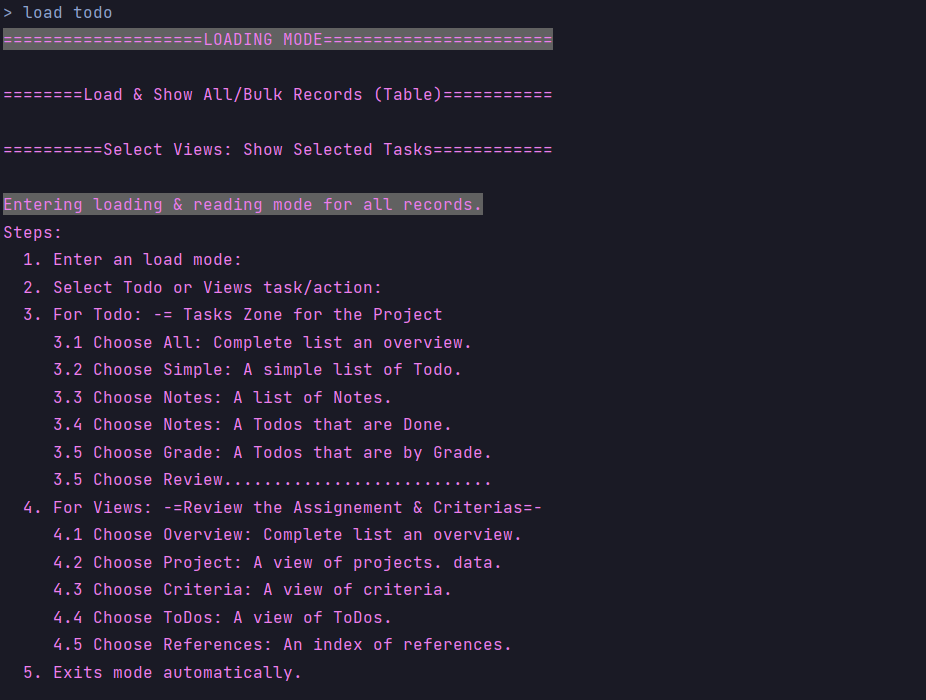 > load todo
====================LOADING MODE=======================
========Load & Show All/Bulk Records (Table)===========
==========Select Views: Show Selected Tasks============
Entering loading & reading mode for all records.
Steps:
1. Enter an load mode:
2. Select Todo or Views task/action:
3. For Todo: -= Tasks Zone for the Project
3.1 Choose All: Complete list an overview.
3.2 Choose Simple: A simple list of Todo.
3.3 Choose Notes: A list of Notes.
3.4 Choose Notes: A Todos that are Done.
3.5 Choose Grade: A Todos that are by Grade.
3.5 Choose Review...........................
4. For Views: -=Review the Assignement & Criterias=-
4.1 Choose Overview: Complete list an overview.
4.2 Choose Project: A view of projects. data.
4.3 Choose Criteria: A view of criteria.
4.4 Choose ToDos: A view of ToDos.
4.5 Choose References: An index of references.
5. Exits mode automatically.